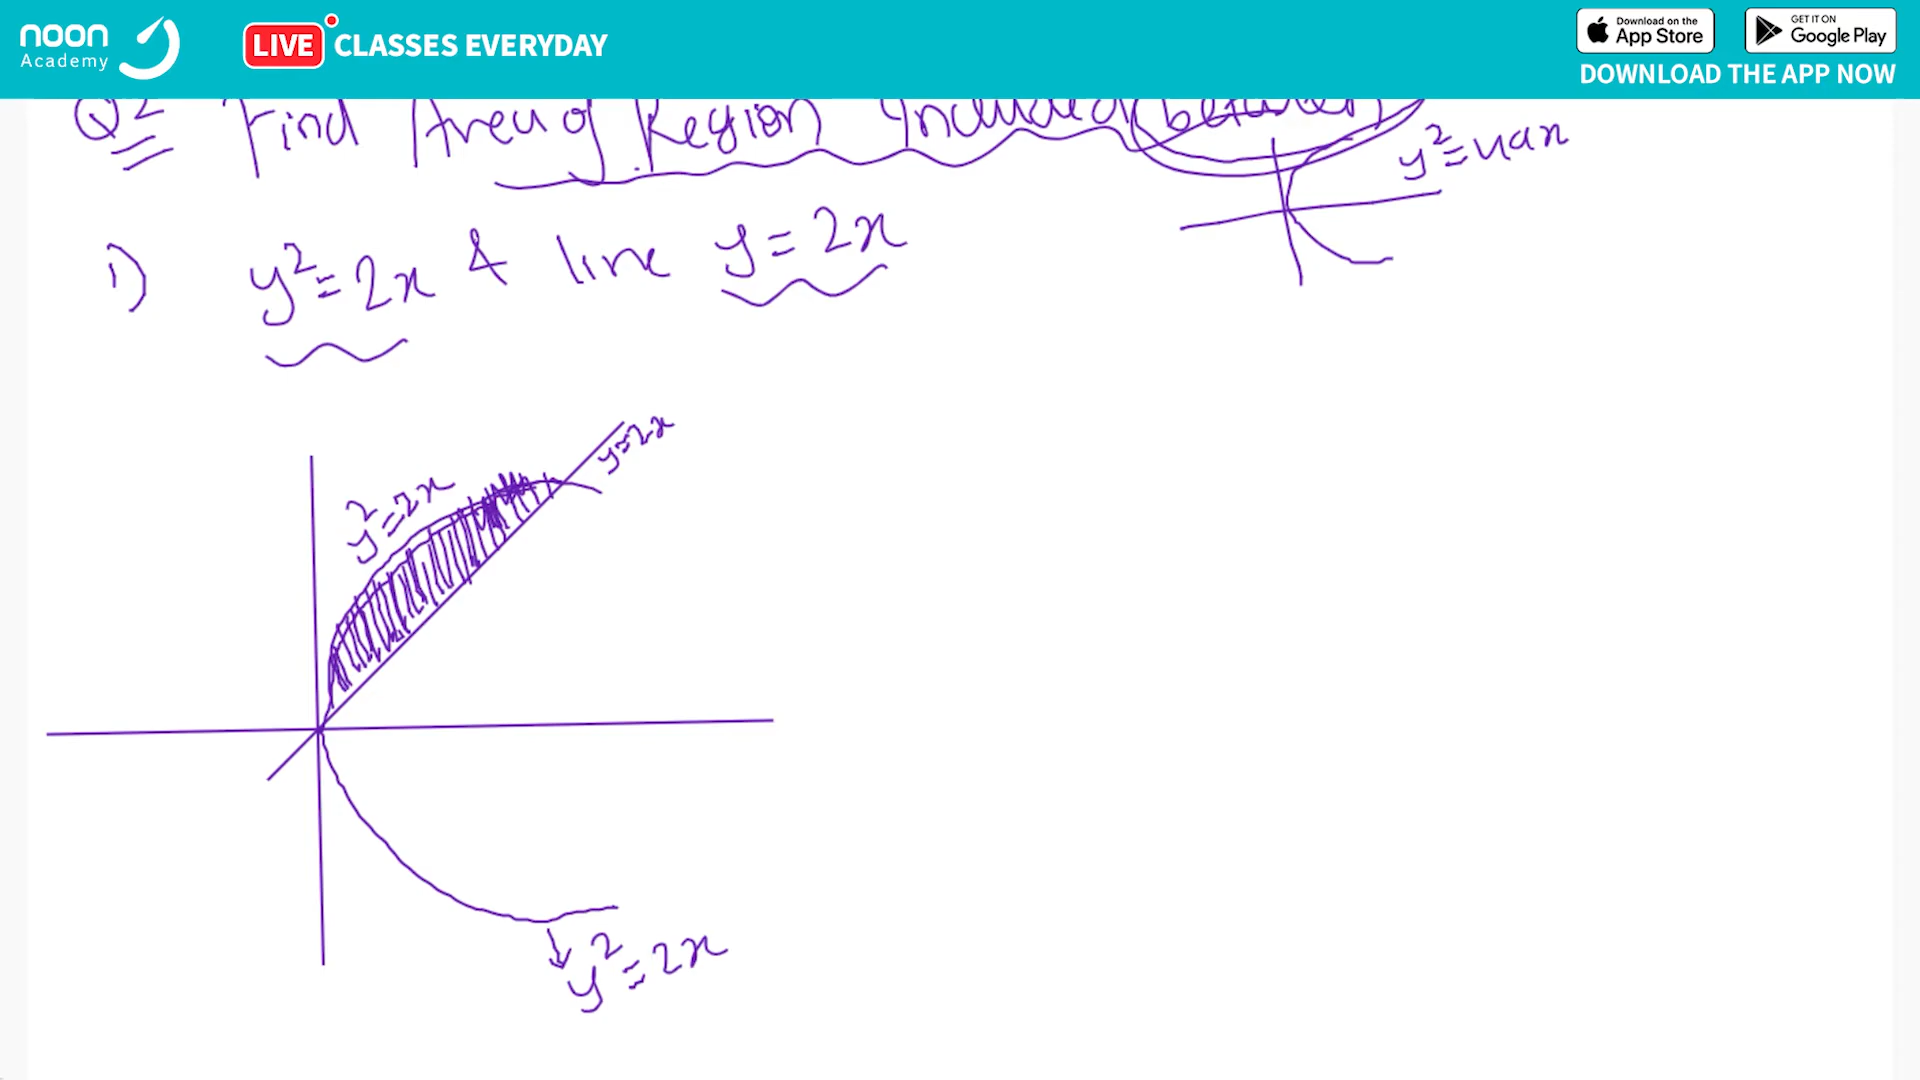 noon
Academy
LIVE CLASSES EVERYDAY
Download on the
App Store
GET IT ON
Google Play
DOWNLOAD THE APP NOW
Q2 Find Area of Region Included between
y²=4ax
1) y²=2x & line y=2x
y=2x
y²=2x
y²=2x